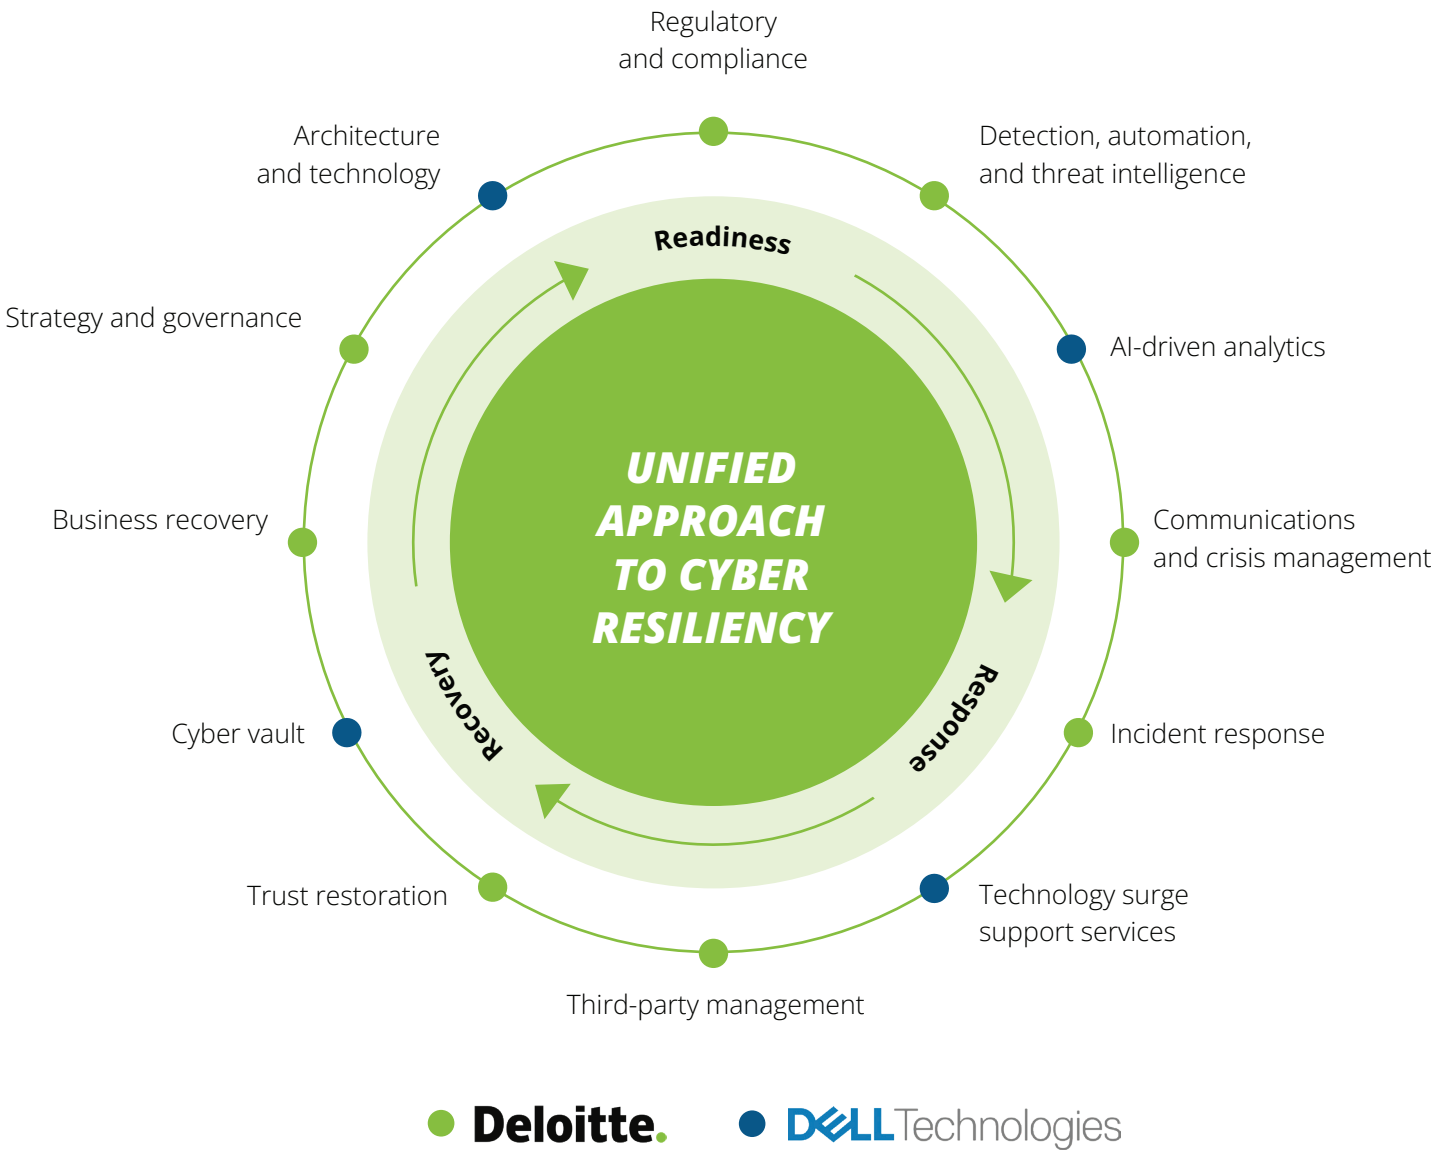 Regulatory
and compliance
Architecture
and technology
Detection, automation,
and threat intelligence
Readiness
Strategy and governance
AI-driven analytics
UNIFIED
APPROACH
TO CYBER
RESILIENCY
Business recovery
Communications
and crisis management
Recovery
Response
Cyber vault
Incident response
Trust restoration
Technology surge
support services
Third-party management
Deloitte.
DELL Technologies